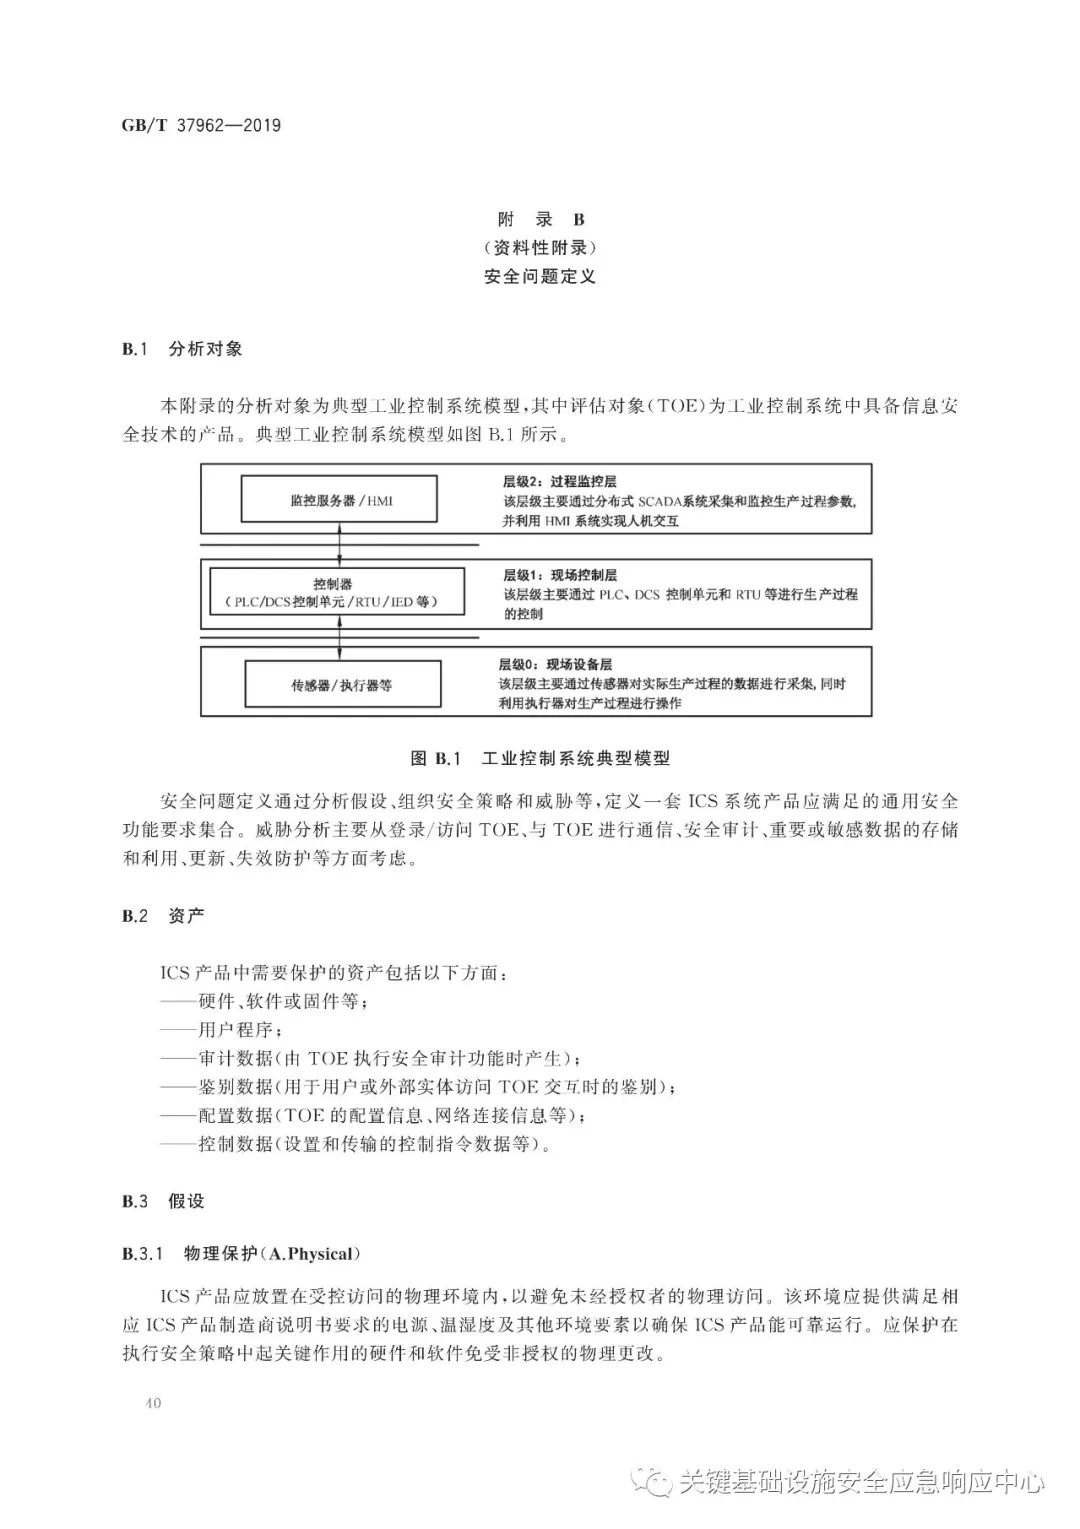 GB/T 37962—2019
附 录 B
(资料性附录)
安全问题定义
B.1 分析对象
本附录的分析对象为典型工业控制系统模型,其中评估对象(TOE)为工业控制系统中具备信息安
全技术的产品。典型工业控制系统模型如图 B.1 所示。
监控服务器/HMI
层级2：过程监控层
该层级主要通过分布式 SCADA系统采集和监控生产过程参数,
并利用 HMI 系统实现人机交互
控制器
(PLC/DCS控制单元/RTU/IED 等)
层级1：现场控制层
该层级主要通过 PLC、DCS 控制单元和 RTU 等进行生产过程
的控制
传感器/执行器等
层级0：现场设备层
该层级主要通过传感器对实际生产过程的数据进行采集,同时
利用执行器对生产过程进行操作
图 B.1 工业控制系统典型模型
安全问题定义通过分析假设、组织安全策略和威胁等,定义一套 ICS 系统产品应满足的通用安全
功能要求集合。威胁分析主要从登录/访问 TOE、与 TOE 进行通信、安全审计、重要或敏感数据的存储
和利用、更新、失效防护等方面考虑。
B.2 资产
ICS 产品中需要保护的资产包括以下方面:
——硬件、软件或固件等;
——用户程序;
——审计数据(由 TOE 执行安全审计功能时产生);
——鉴别数据(用于用户或外部实体访问 TOE 交互时的鉴别);
——配置数据(TOE 的配置信息、网络连接信息等);
——控制数据(设置和传输的控制指令数据等)。
B.3 假设
B.3.1 物理保护(A.Physical)
ICS 产品应放置在受控访问的物理环境内,以避免未经授权者的物理访问。该环境应提供满足相
应 ICS 产品制造商说明书要求的电源、温湿度及其他环境要素以确保 ICS 产品能可靠运行。应保护在
执行安全策略中起关键作用的硬件和软件免受非授权的物理更改。
40
关键基础设施安全应急响应中心